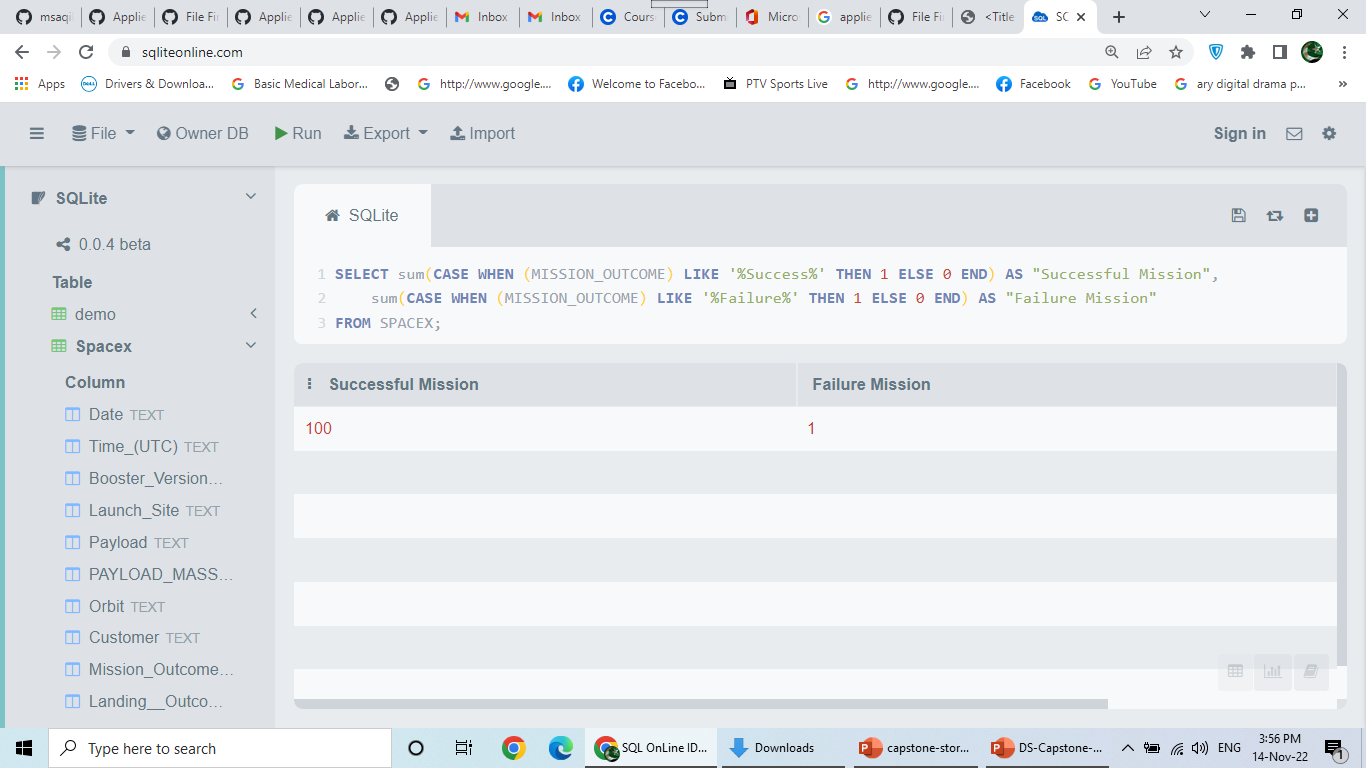 msaqi
Applie
File Fi
Applie
Applie
Applie
Inbox
Inbox
Cours
Subm
Micro
applie
File Fi
<Title
SC
sqliteonline.com
Apps
Drivers & Downloa...
Basic Medical Labor...
http://www.google....
Welcome to Facebo...
PTV Sports Live
http://www.google....
Facebook
YouTube
ary digital drama p...
»
File
Owner DB
Run
Export
Import
Sign in
SQLite
0.0.4 beta
Table
demo
Spacex
Column
Date TEXT
Time_(UTC) TEXT
Booster_Version...
Launch_Site TEXT
Payload TEXT
PAYLOAD_MASS...
Orbit TEXT
Customer TEXT
Mission_Outcome...
Landing__Outco...
SQLite
1 SELECT sum(CASE WHEN (MISSION_OUTCOME) LIKE '%Success%' THEN 1 ELSE 0 END) AS "Successful Mission",
2 sum(CASE WHEN (MISSION_OUTCOME) LIKE '%Failure%' THEN 1 ELSE 0 END) AS "Failure Mission"
3 FROM SPACEX;
Successful Mission Failure Mission
100 1
Type here to search
SQL OnLine ID...
Downloads
capstone-stor...
DS-Capstone-...
ENG
3:56 PM
14-Nov-22
1